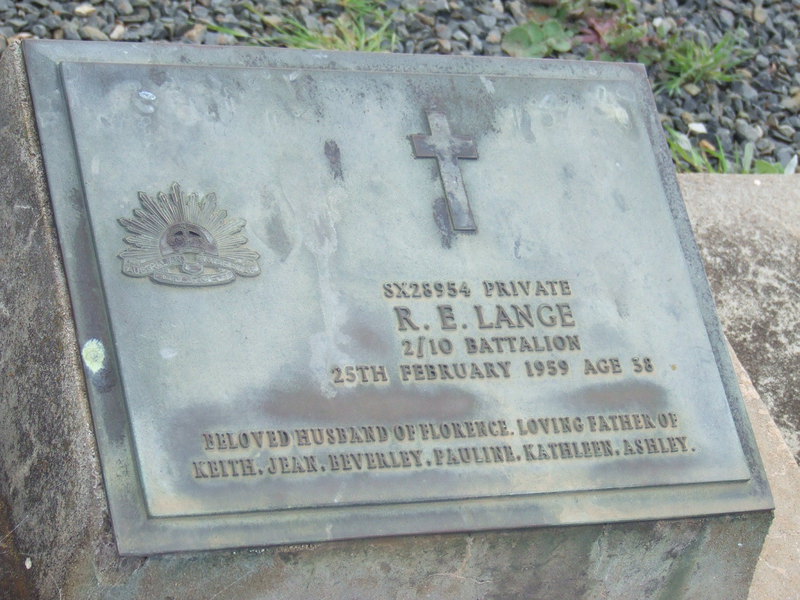 AUSTRALIAN
SX28954 PRIVATE
R. E. LANGE
2/10 BATTALION
25TH FEBRUARY 1959 AGE 38
BELOVED HUSBAND OF FLORENCE. LOVING FATHER OF
KEITH. JEAN. BEVERLEY. PAULINE. KATHLEEN. ASHLEY.